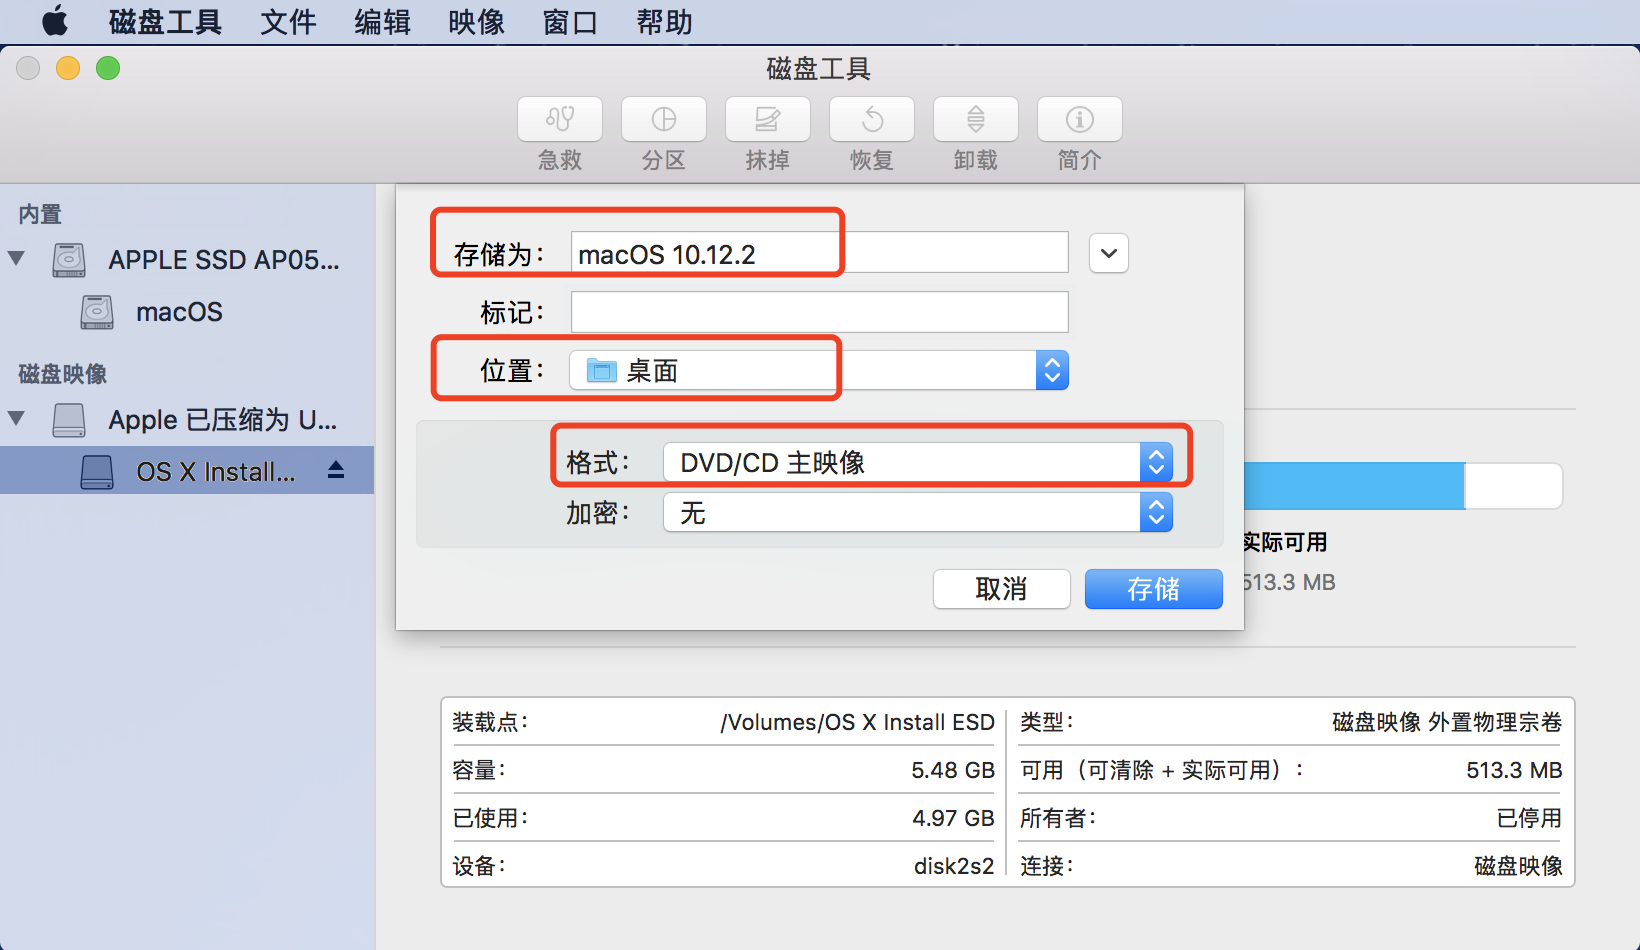 磁盘工具 文件 编辑 映像 窗口 帮助
磁盘工具
急救 分区 抹掉 恢复 卸载 简介
内置
APPLE SSD AP05...
macOS
磁盘映像
Apple 已压缩为 U...
OS X Install...
存储为： macOS 10.12.2
标记：
位置： 桌面
格式： DVD/CD 主映像
加密： 无
取消 存储
实际可用
513.3 MB
装载点： /Volumes/OS X Install ESD
类型： 磁盘映像 外置物理宗卷
容量： 5.48 GB
可用（可清除 + 实际可用）： 513.3 MB
已使用： 4.97 GB
所有者： 已停用
设备： disk2s2
连接： 磁盘映像